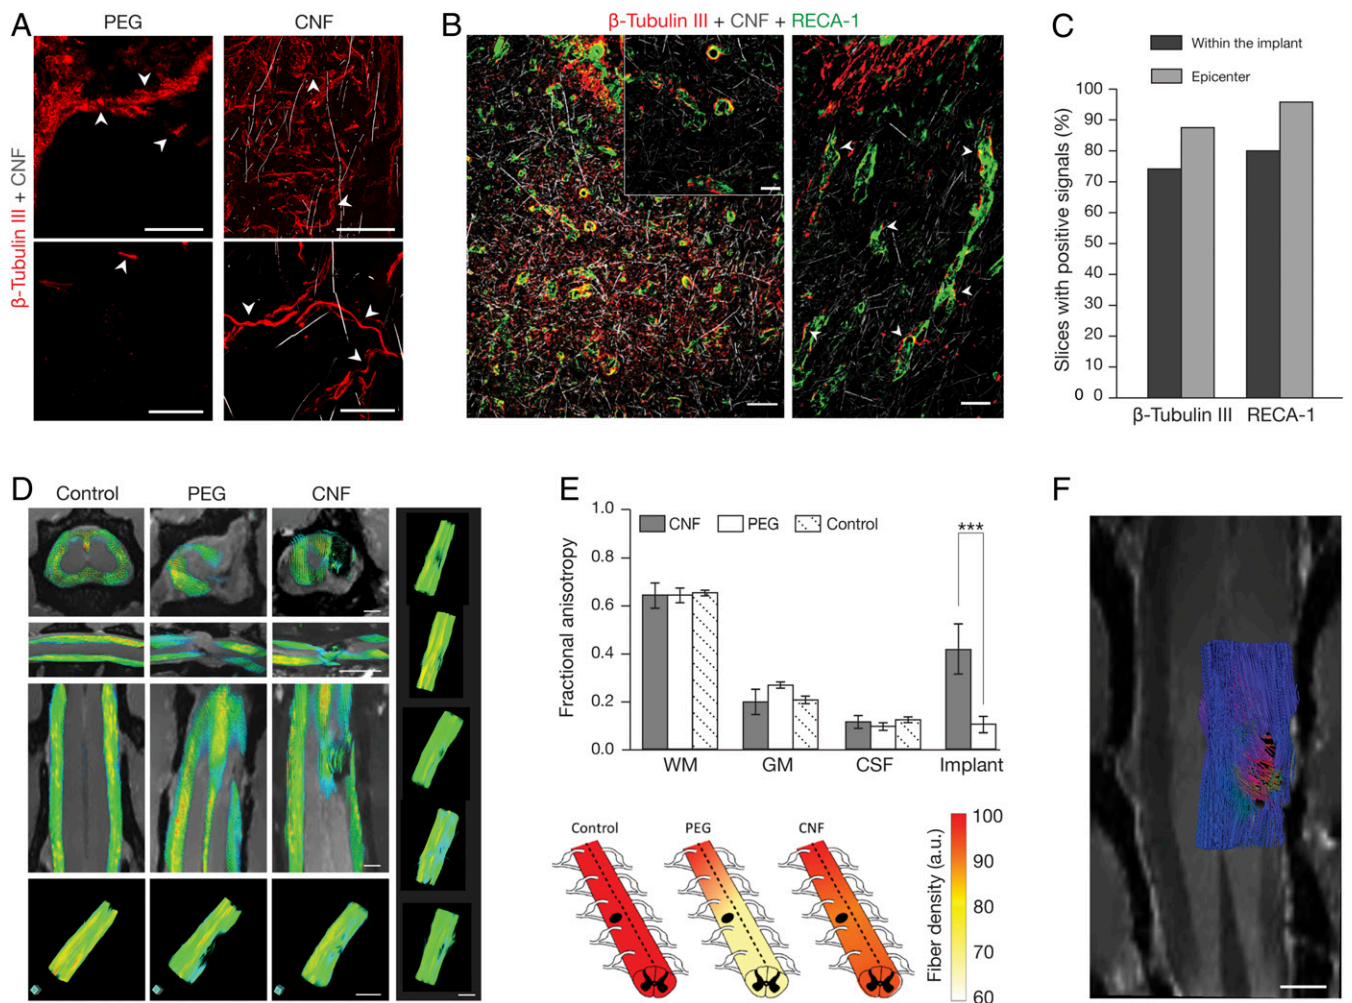 A
PEG
CNF
β-Tubulin III + CNF
B
β-Tubulin III + CNF + RECA-1
C
Within the implant
Epicenter
Slices with positive signals (%)
100
90
80
70
60
50
40
30
20
10
0 0
β-Tubulin III
RECA-1
D
Control
PEG
CNF
E
Fractional anisotropy
1.0
0.8
0.6
0.4
0.2
0.0
CNF
PEG
Control
***
WM
GM
CSF
Implant
Control
PEG
CNF
Fiber density (a.u.)
100
90
80
70
60
F